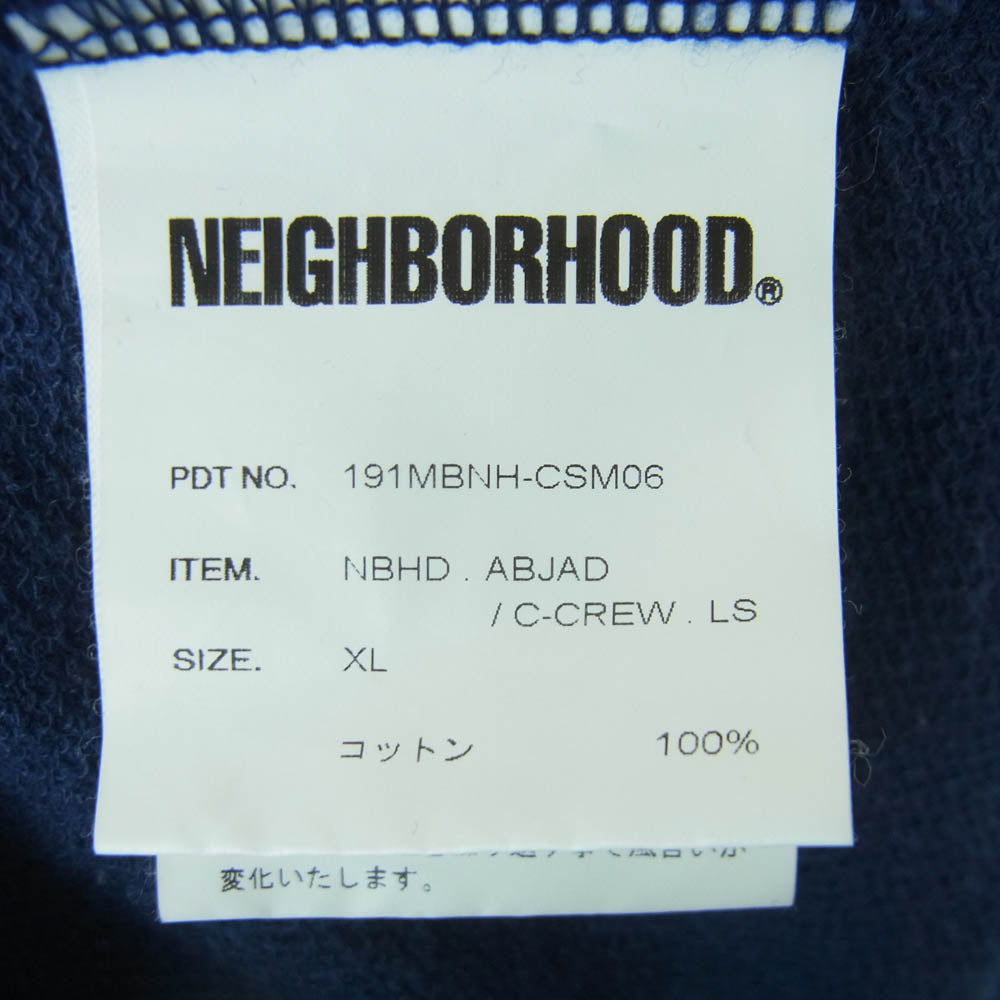 NEIGHBORHOOD®
PDT NO. 191MBNH-CSM06
ITEM. NBHD . ABJAD
/ C-CREW . LS
SIZE. XL
コットン 100%
変化いたします。